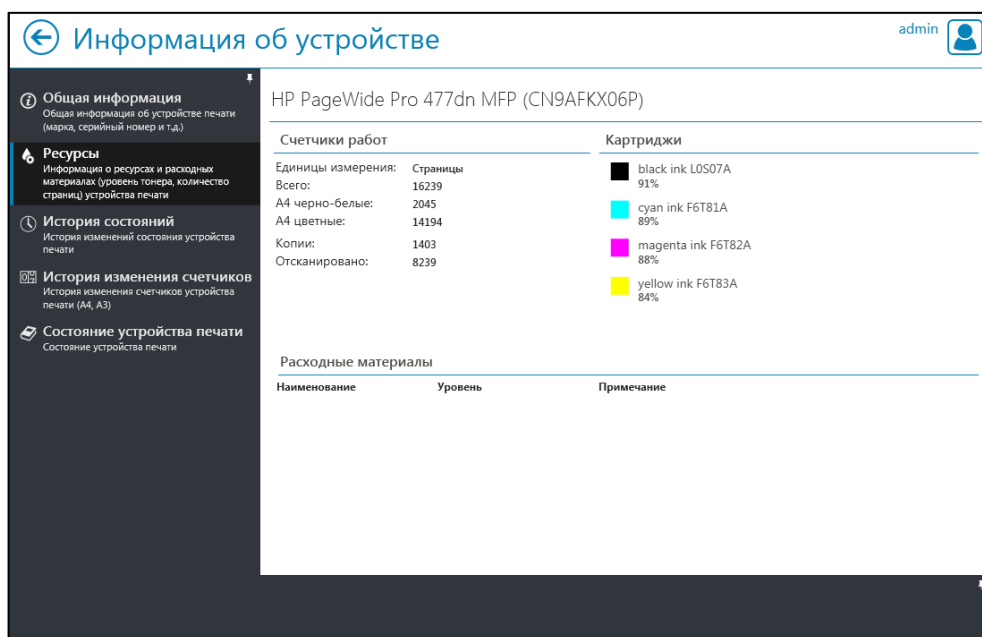 Информация об устройстве
admin
Общая информация
Общая информация об устройстве печати
(марка, серийный номер и т.д.)
Ресурсы
Информация о ресурсах и расходных
материалах (уровень тонера, количество
страниц) устройства печати
История состояний
История изменений состояния устройства
печати
История изменения счетчиков
История изменения счетчиков устройства
печати (A4, A3)
Состояние устройства печати
Состояние устройства печати
HP PageWide Pro 477dn MFP (CN9AFKX06P)
Счетчики работ
Единицы измерения: Страницы
Всего: 16239
A4 черно-белые: 2045
A4 цветные: 14194
Копии: 1403
Отсканировано: 8239
Картриджи
black ink L0S07A
91%
cyan ink F6T81A
89%
magenta ink F6T82A
88%
yellow ink F6T83A
84%
Расходные материалы
Наименование Уровень Примечание